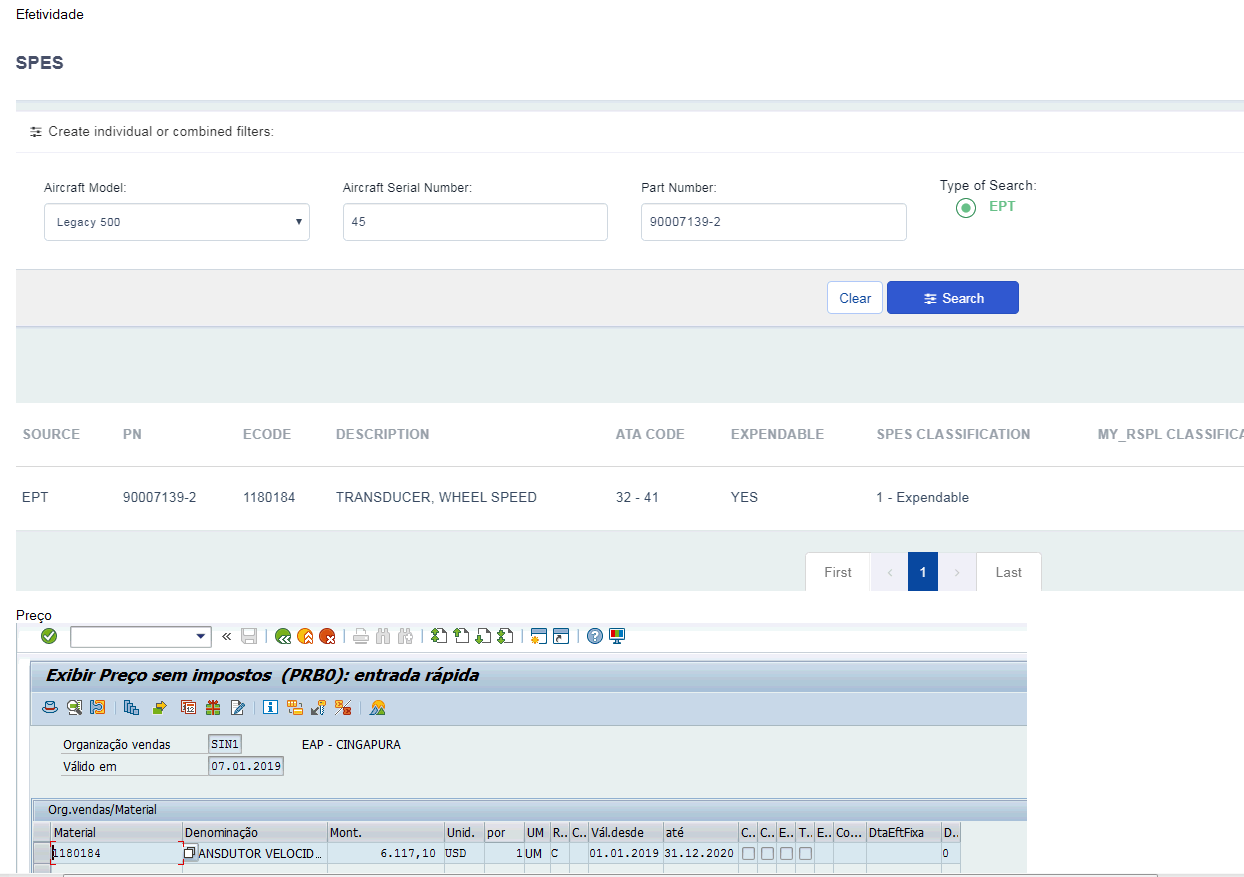 Efetividade
SPES
Create individual or combined filters:
Aircraft Model: Aircraft Serial Number: Part Number: Type of Search:
Legacy 500 45 90007139-2 EPT
Clear Search
SOURCE PN ECODE DESCRIPTION ATA CODE EXPENDABLE SPES CLASSIFICATION MY_RSPL CLASSIFICA
EPT 90007139-2 1180184 TRANSDUCER, WHEEL SPEED 32 - 41 YES 1 - Expendable
First ‹ 1 › Last
Preço
Exibir Preço sem impostos (PRB0): entrada rápida
Organização vendas SIN1 EAP - CINGAPURA
Válido em 07.01.2019
Org.vendas/Material
Material Denominação Mont. Unid. por UM R.. C.. Vál.desde até C.. C.. E.. T.. E.. Co... DtaEftFixa D..
1180184 ANSDUTOR VELOCID... 6.117,10 USD 1 UM C 01.01.2019 31.12.2020 0